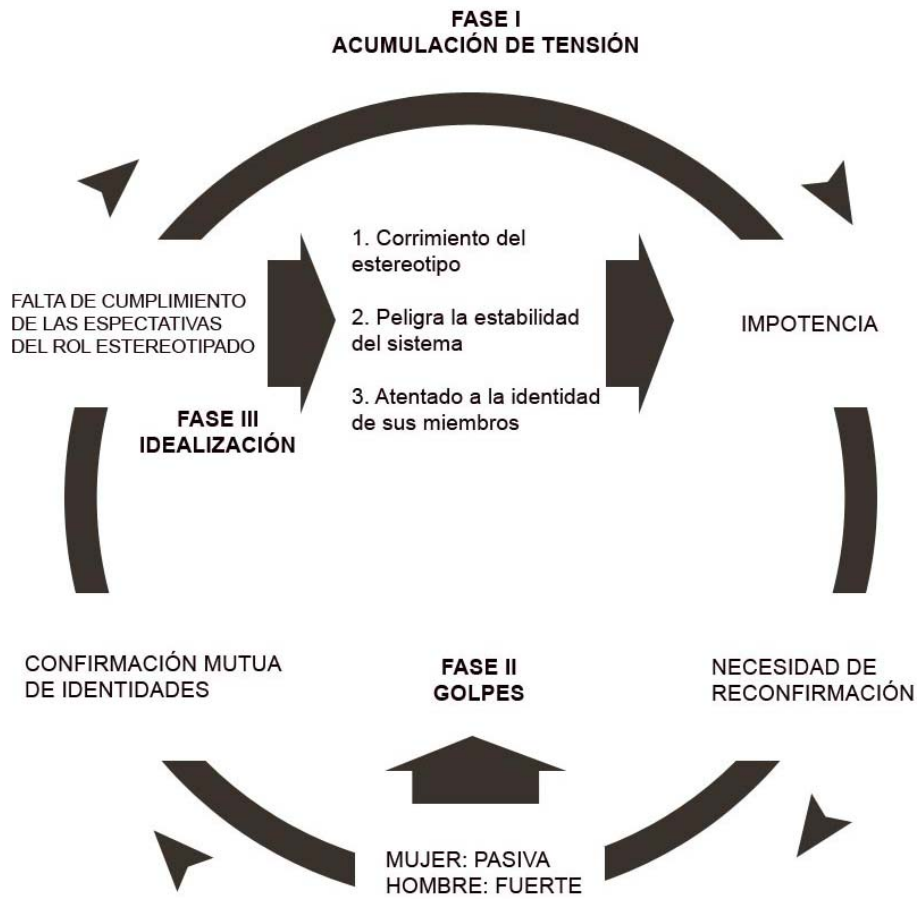 FASE I
ACUMULACIÓN DE TENSIÓN
1. Corrimiento del
estereotipo
2. Peligra la estabilidad
del sistema
3. Atentado a la identidad
de sus miembros
FALTA DE CUMPLIMIENTO
DE LAS ESPECTATIVAS
DEL ROL ESTEREOTIPADO
IMPOTENCIA
FASE III
IDEALIZACIÓN
CONFIRMACIÓN MUTUA
DE IDENTIDADES
FASE II
GOLPES
NECESIDAD DE
RECONFIRMACIÓN
MUJER: PASIVA
HOMBRE: FUERTE